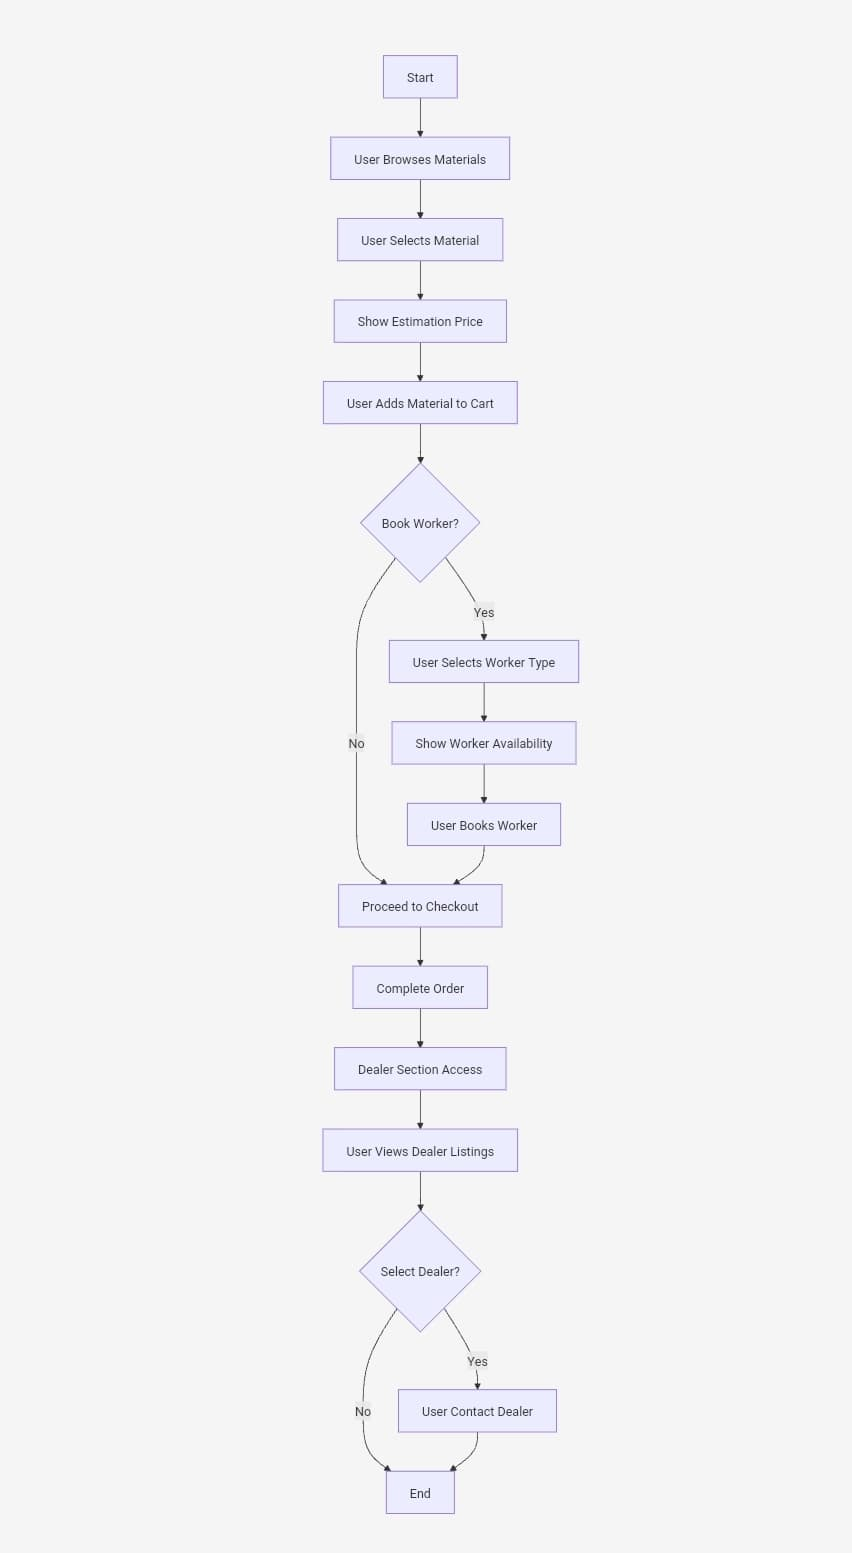 Start
User Browses Materials
User Selects Material
Show Estimation Price
User Adds Material to Cart
Book Worker?
Yes
User Selects Worker Type
No
Show Worker Availability
User Books Worker
Proceed to Checkout
Complete Order
Dealer Section Access
User Views Dealer Listings
Select Dealer?
Yes
No
User Contact Dealer
End